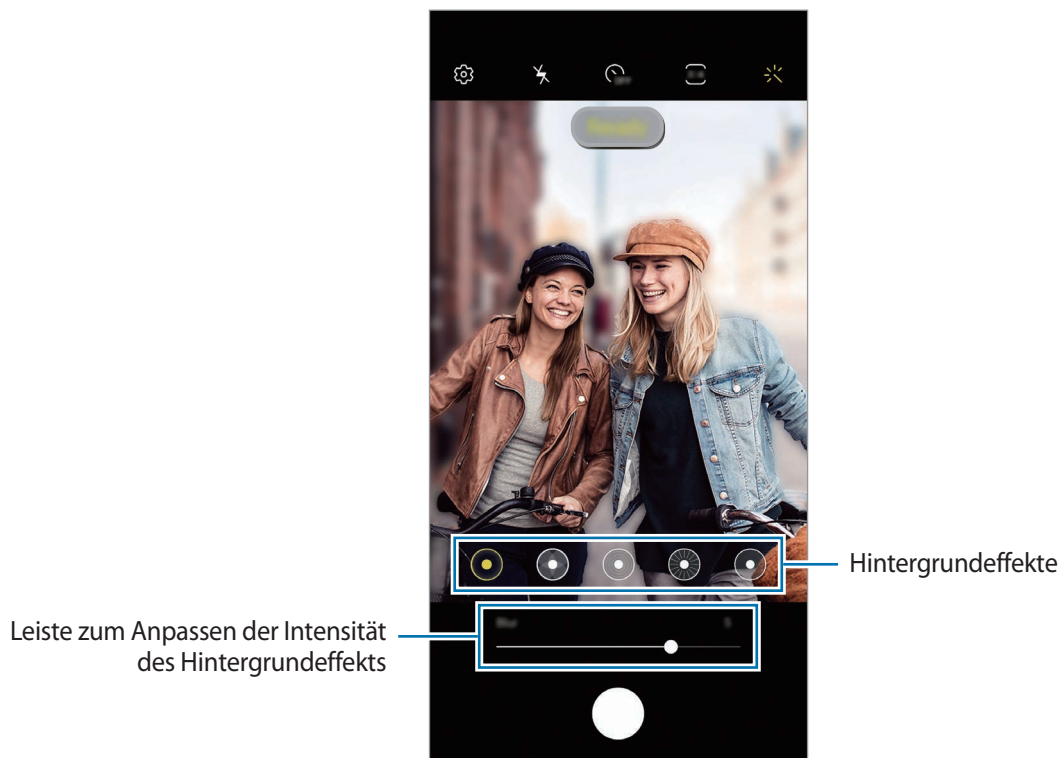 Hintergrundeffekte
Leiste zum Anpassen der Intensität
des Hintergrundeffekts